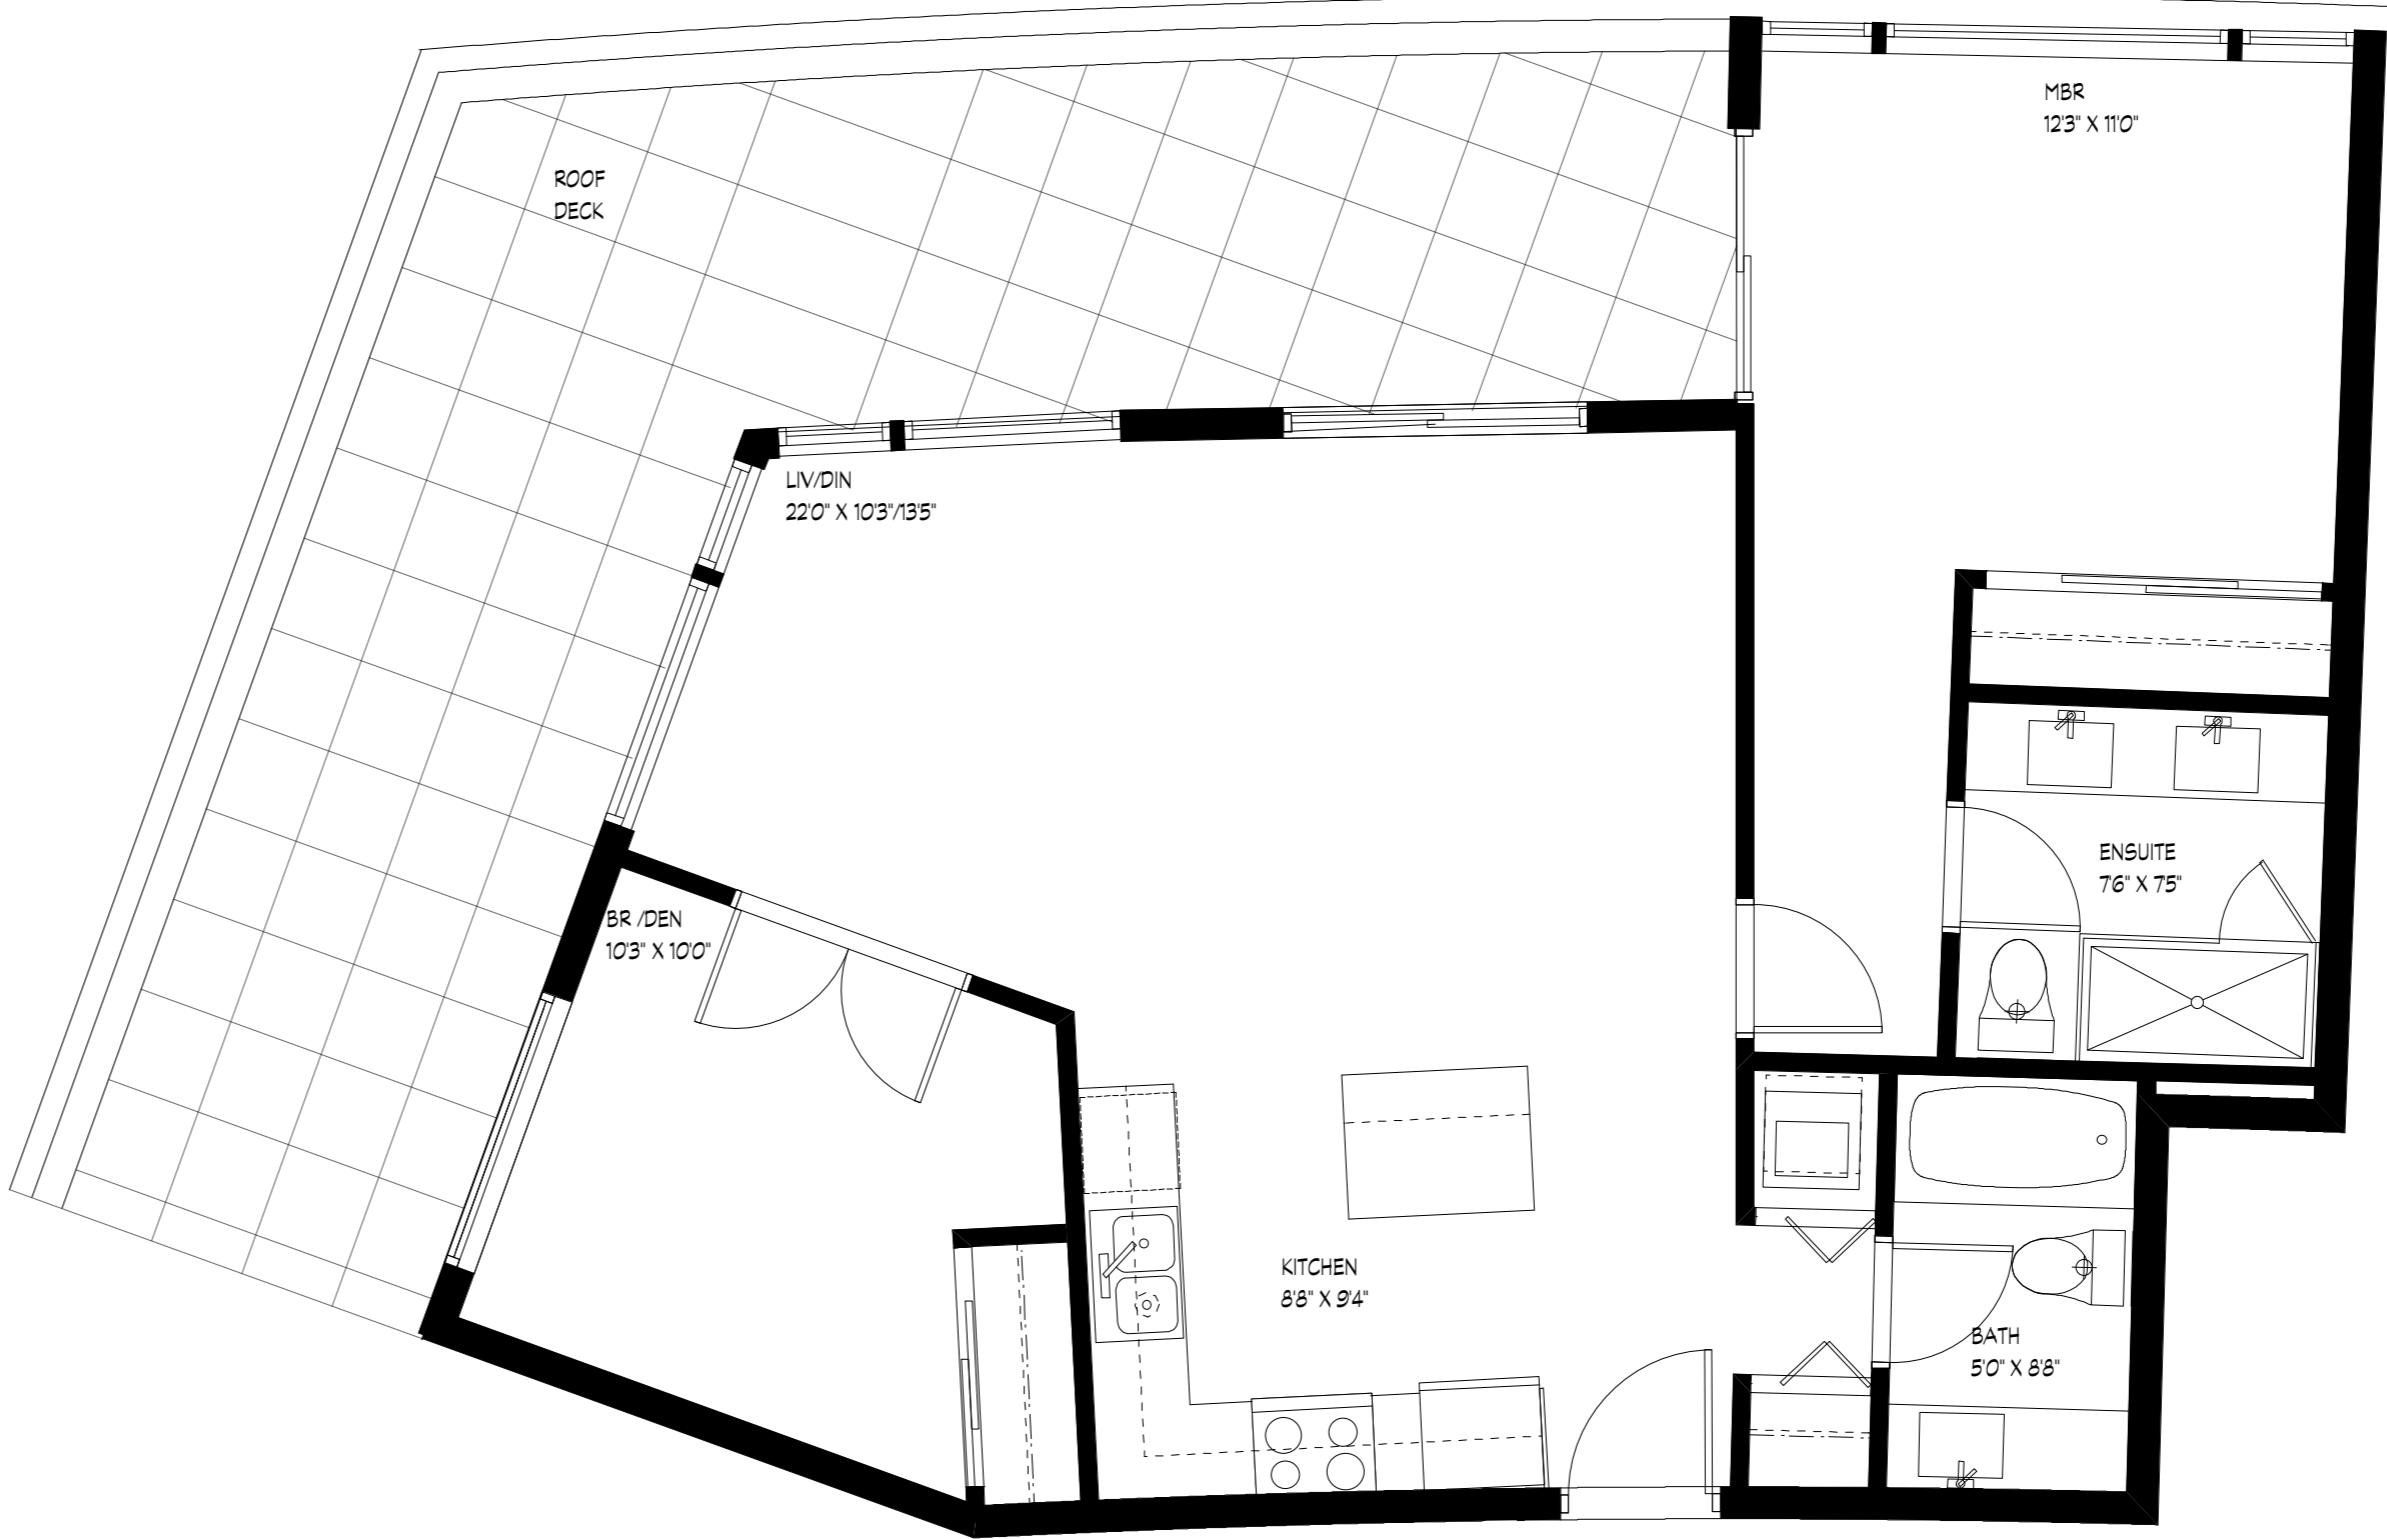 MBR
12'3" X 11'0"
ROOF
DECK
LIV/DIN
22'0" X 10'3"/13'5"
ENSUITE
7'6" X 7'5"
BR /DEN
10'3" X 10'0"
KITCHEN
8'8" X 9'4"
BATH
5'0" X 8'8"